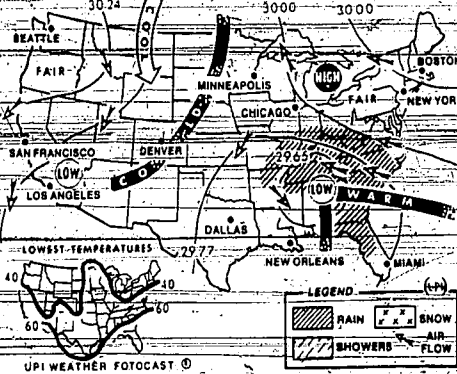 30.24
3000
3000
COOL
SEATTLE
FAIR
MINNEAPOLIS
HIGH
BOSTON
CHICAGO
FAIR
NEW YORK
COLD
SAN FRANCISCO
DENVER
29.65
LOW
LOS ANGELES
LOW
WARM
DALLAS
LOWEST TEMPERATURES
29.77
NEW ORLEANS
MIAMI
40
40
60
60
LEGEND
UPI
RAIN
SNOW
SHOWERS
AIR
FLOW
UPI WEATHER FOTOCAST